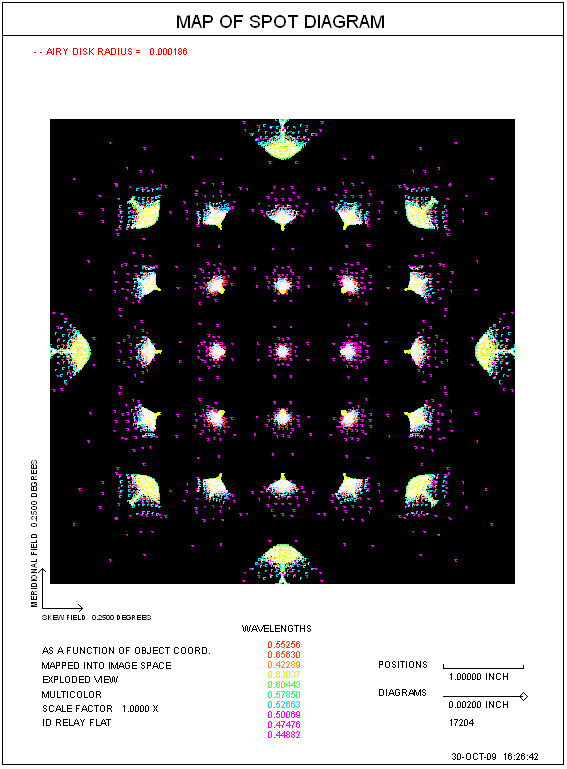 MAP OF SPOT DIAGRAM
-- AIRY DISK RADIUS = 0.000186
MERIDIONAL FIELD 0.2500 DEGREES
SKEW FIELD 0.2500 DEGREES
WAVELENGTHS
0.55256
0.65630
0.42289
0.63037
0.60443
0.57850
0.52663
0.50069
0.47476
0.44882
AS A FUNCTION OF OBJECT COORD.
MAPPED INTO IMAGE SPACE
EXPLODED VIEW
MULTICOLOR
SCALE FACTOR 1.0000 X
ID RELAY FLAT
POSITIONS
1.00000 INCH
DIAGRAMS
0.00200 INCH
17204
30-OCT-09 16:26:42